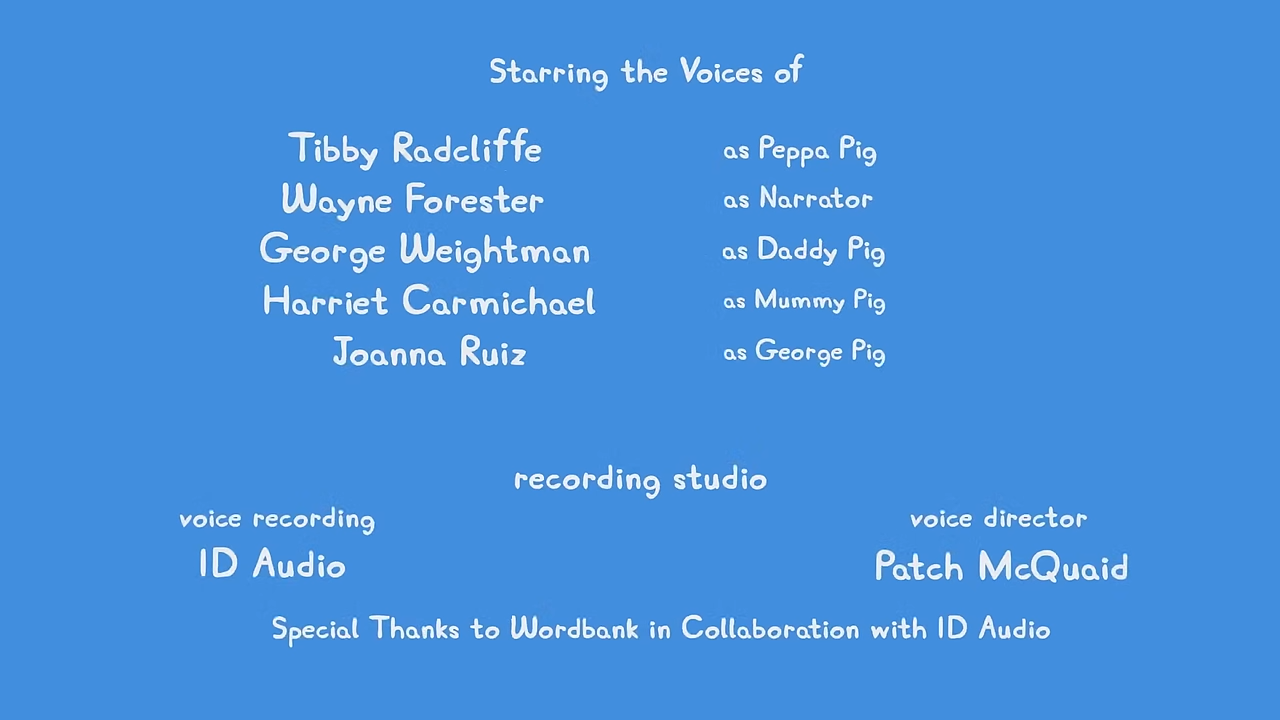 Starring the Voices of
Tibby Radcliffe as Peppa Pig
Wayne Forester as Narrator
George Weightman as Daddy Pig
Harriet Carmichael as Mummy Pig
Joanna Ruiz as George Pig
recording studio
voice recording voice director
ID Audio Patch McQuaid
Special Thanks to Wordbank in Collaboration with ID Audio